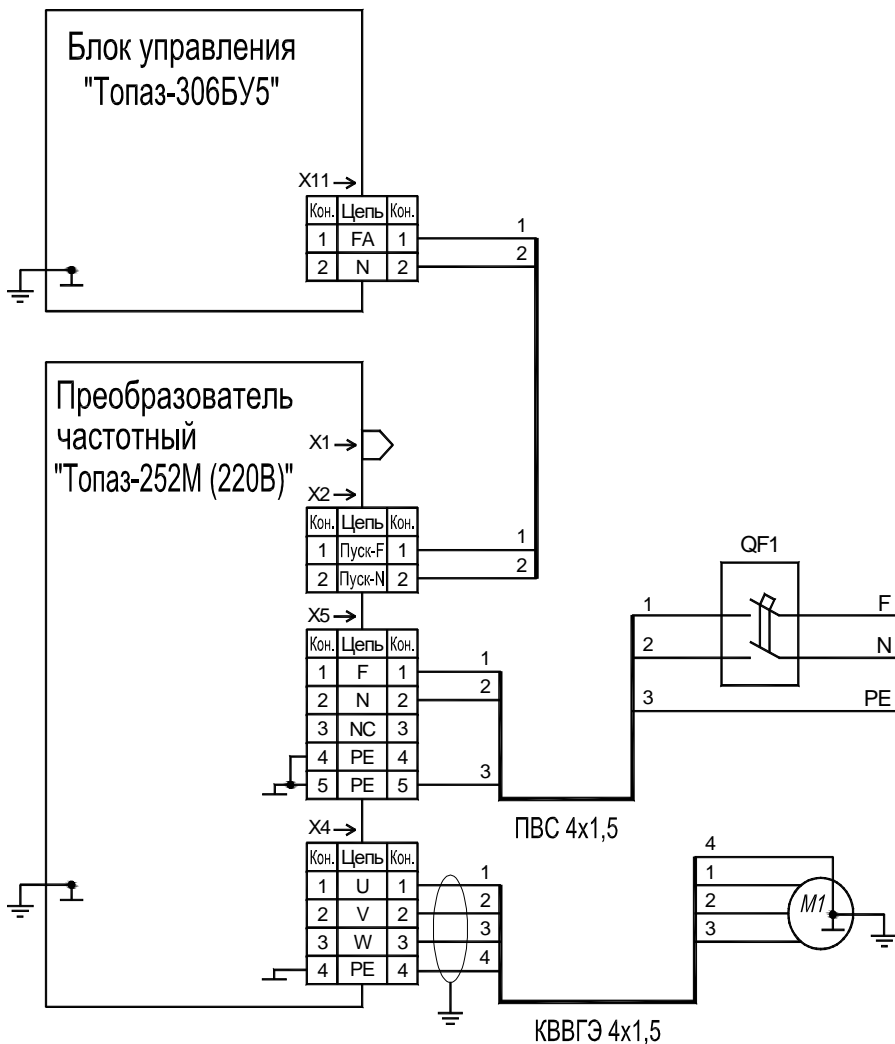 Блок управления
"Топаз-306БУ5"
X11
Кон. Цепь Кон.
1 FA 1 1
2 N 2 2
Преобразователь
частотный
"Топаз-252М (220В)"
X1
X2
Кон. Цепь Кон.
1 Пуск-F 1 1
2 Пуск-N 2 2
QF1
1 F
2 N
3 PE
X5
Кон. Цепь Кон.
1 F 1 1
2 N 2 2
3 NC 3
4 PE 4
5 PE 5 3
ПВС 4х1,5
X4
Кон. Цепь Кон.
1 U 1 1
2 V 2 2
3 W 3 3
4 PE 4 4
4
1
2
3
M1
КВВГЭ 4х1,5